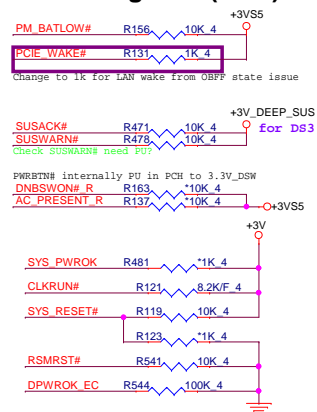 +3VS5
PM_BATLOW# R156 10K_4
PCIE_WAKE# R131 1K_4
Change to 1k for LAN wake from OBFF state issue
+3V_DEEP_SUS
SUSACK# R471 10K_4 for DS3
SUSWARN# R478 10K_4
Check SUSWARN# need PU?
PWRBTN# internally PU in PCH to 3.3V_DSW
DNBSWON#_R R163 *10K_4
AC_PRESENT_R R137 *10K_4 +3VS5
+3V
SYS_PWROK R481 *1K_4
CLKRUN# R121 8.2K/F_4
SYS_RESET# R119 10K_4
R123 *1K_4
RSMRST# R541 10K_4
DPWROK_EC R544 100K_4